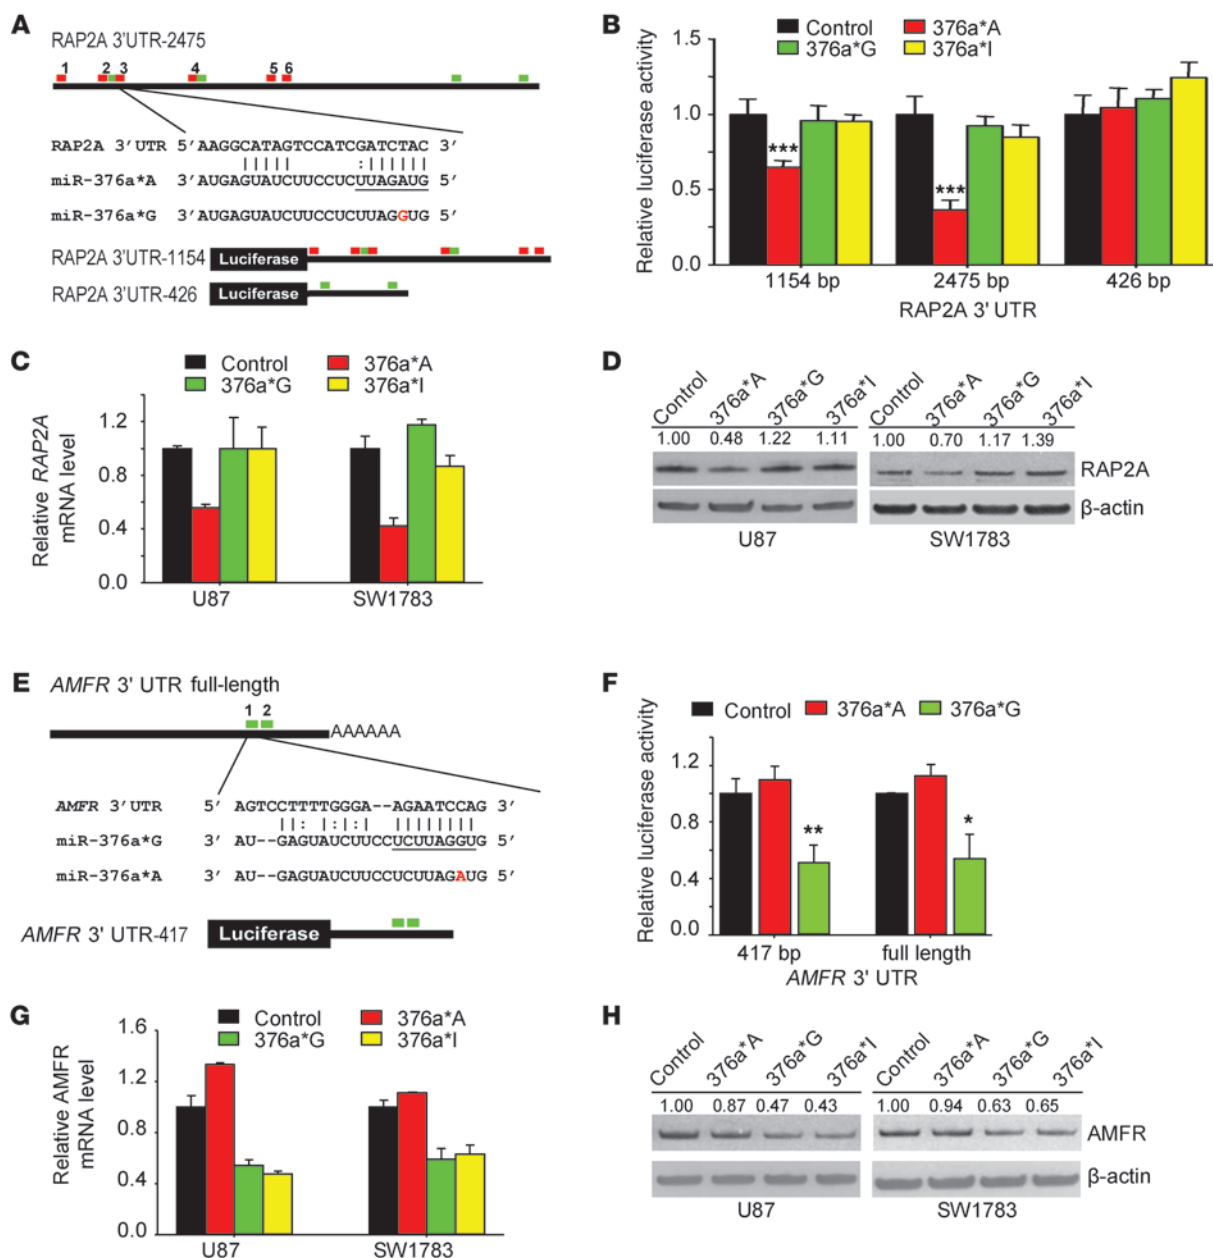 A
RAP2A 3'UTR-2475
1 2 3 4 5 6
RAP2A 3'UTR 5'AAGGCAUAGUCCAUCGAUCUAC 3'
miR-376a*A 3'AUGAGUAUCUUCCUCUUAGAUG 5'
miR-376a*G 3'AUGAGUAUCUUCCUCUUAGGUG 5'
RAP2A 3'UTR-1154 Luciferase
RAP2A 3'UTR-426 Luciferase
B
Control 376a*A
376a*G 376a*I
Relative luciferase activity
1.5
1.0
0.5
0.0
*** ***
1154 bp 2475 bp 426 bp
RAP2A 3' UTR
C
Control 376a*A
376a*G 376a*I
Relative RAP2A mRNA level
1.2
0.8
0.4
0.0
U87 SW1783
D
Control 376a*A 376a*G 376a*I Control 376a*A 376a*G 376a*I
1.00 0.48 1.22 1.11 1.00 0.70 1.17 1.39
RAP2A
β-actin
U87 SW1783
E
AMFR 3' UTR full-length
1 2
AAAAAA
AMFR 3'UTR 5' AGTCCTTTTGGGA--AGAATCCAG 3'
miR-376a*G 3' AU--GAGUAUCUUCCUCUUAGGUG 5'
miR-376a*A 3' AU--GAGUAUCUUCCUCUUAGAUG 5'
AMFR 3' UTR-417 Luciferase
F
Control 376a*A 376a*G
Relative luciferase activity
1.2
0.8
0.4
0.0
** *
417 bp full length
AMFR 3' UTR
G
Control 376a*A
376a*G 376a*I
Relative AMFR mRNA level
1.6
1.2
0.8
0.4
0.0
U87 SW1783
H
Control 376a*A 376a*G 376a*I Control 376a*A 376a*G 376a*I
1.00 0.87 0.47 0.43 1.00 0.94 0.63 0.65
AMFR
β-actin
U87 SW1783